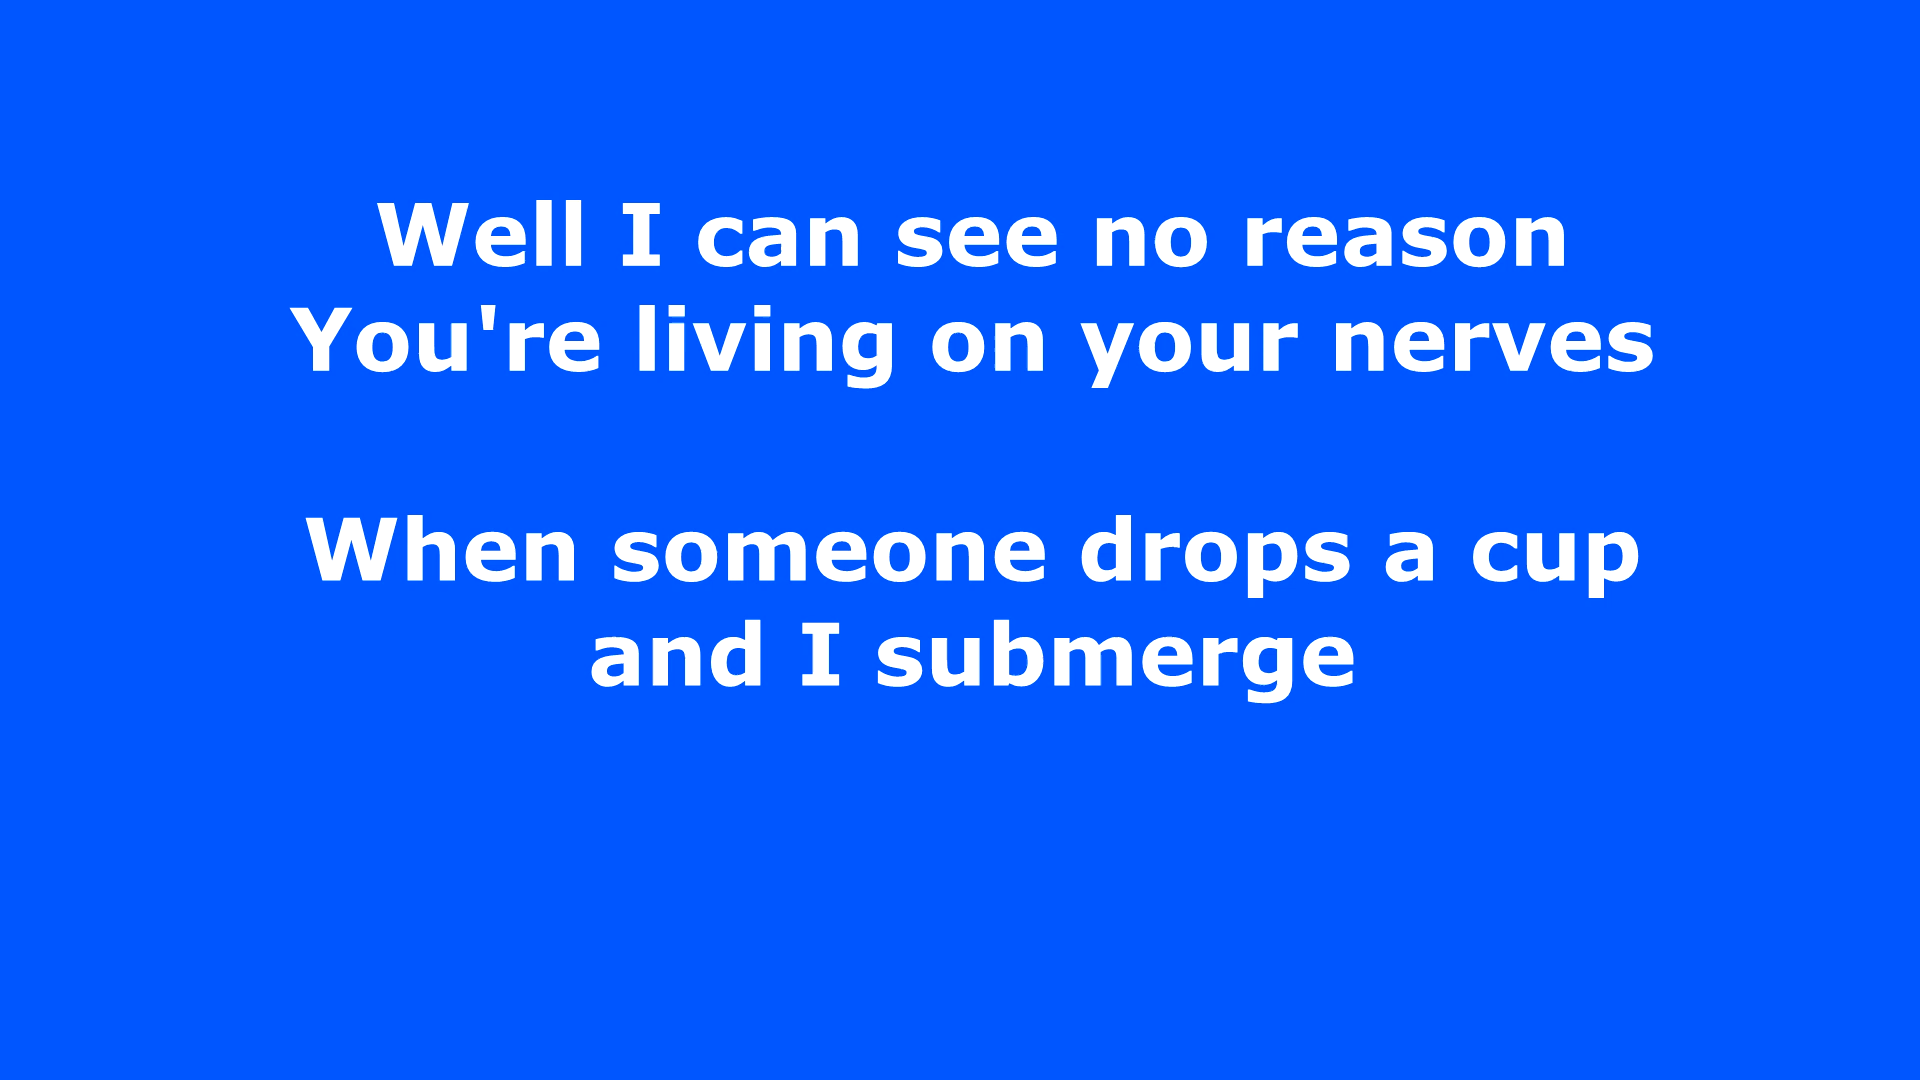 Well I can see no reason
You're living on your nerves
When someone drops a cup
and I submerge